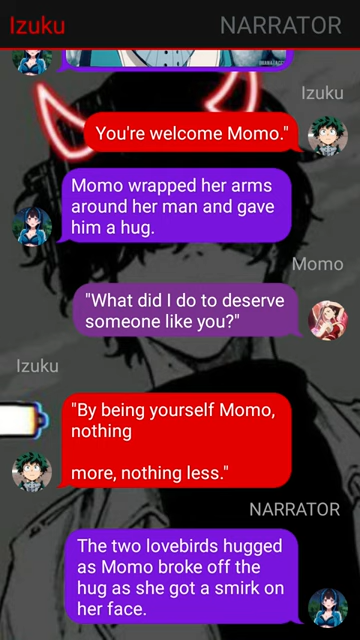 Izuku NARRATOR
Izuku
You're welcome Momo."
Momo wrapped her arms
around her man and gave
him a hug.
Momo
"What did I do to deserve
someone like you?"
Izuku
"By being yourself Momo,
nothing
more, nothing less."
NARRATOR
The two lovebirds hugged
as Momo broke off the
hug as she got a smirk on
her face.